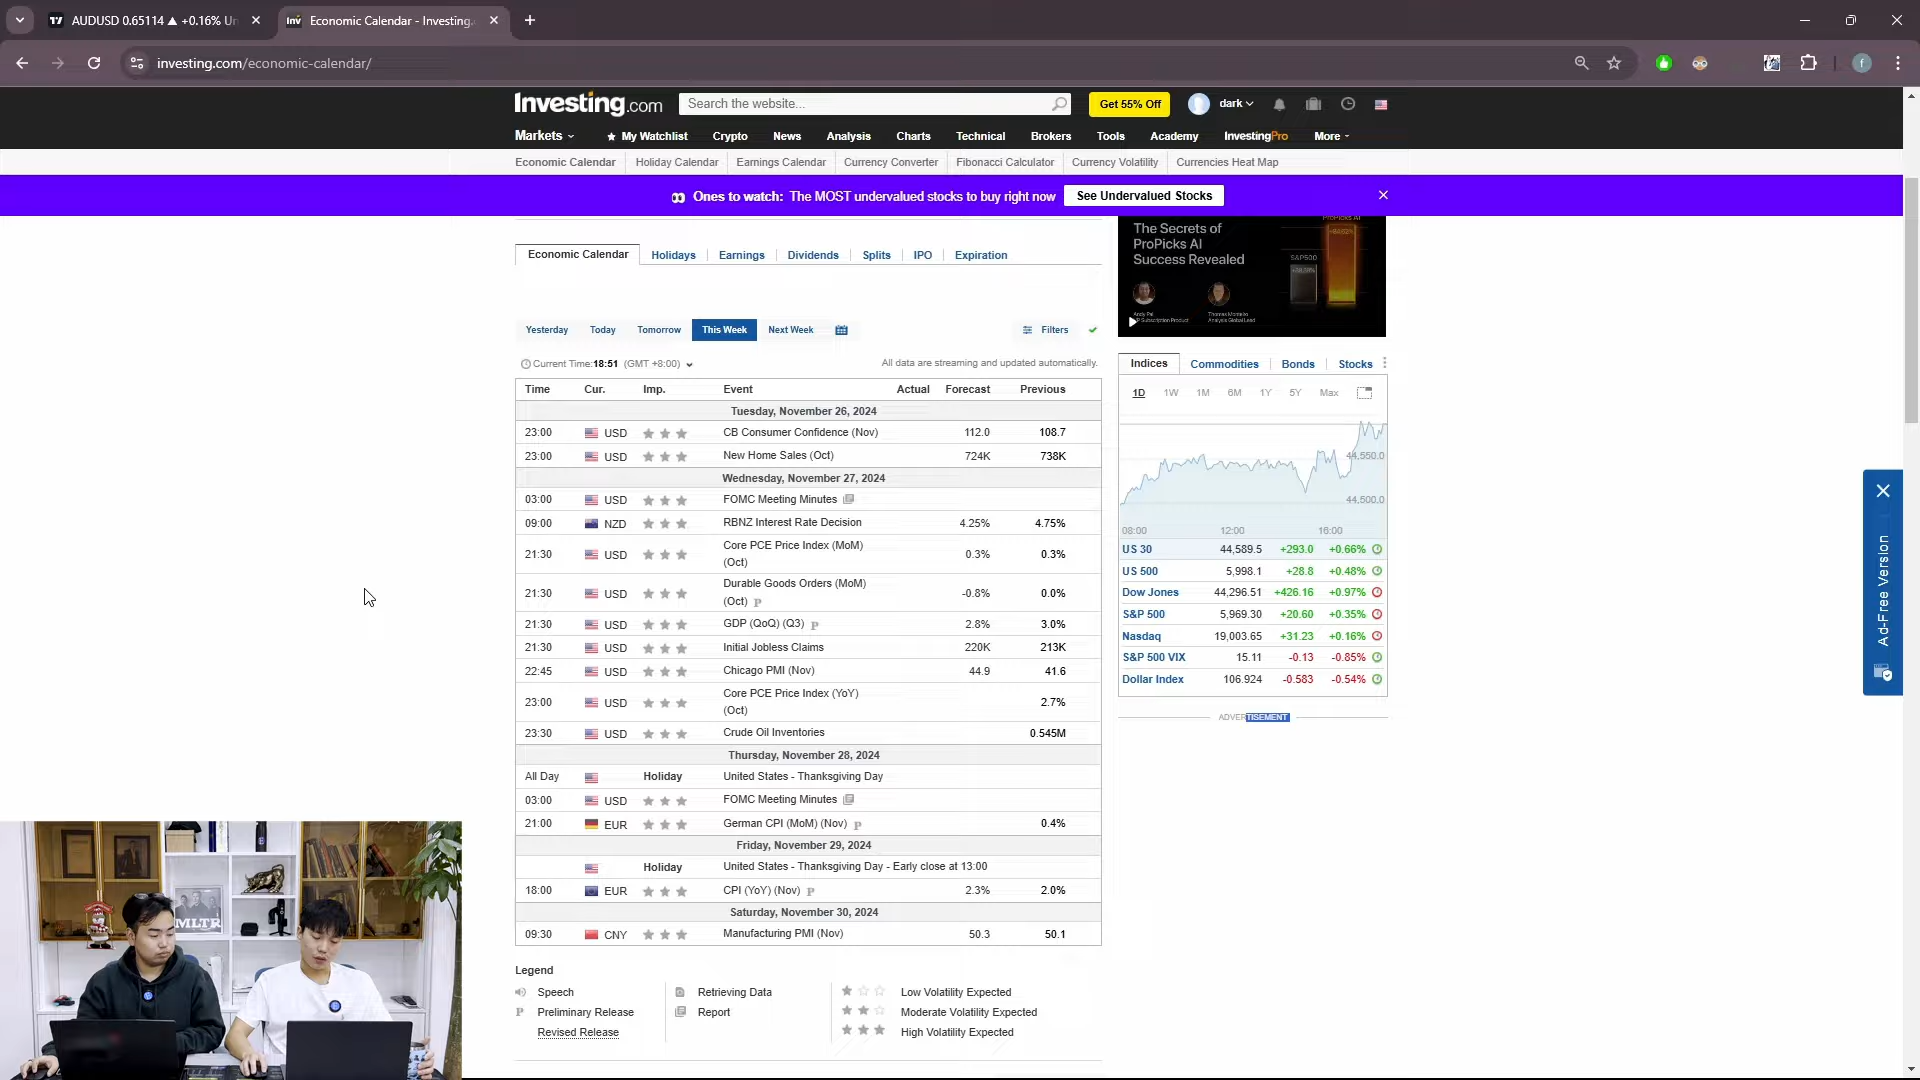 AUDUSD 0.65114 ▲ +0.16% Un
Economic Calendar - Investing.
investing.com/economic-calendar/
f
Investing.com
Search the website...
Get 55% Off
dark
Markets
My Watchlist
Crypto
News
Analysis
Charts
Technical
Brokers
Tools
Academy
InvestingPro
More
Economic Calendar
Holiday Calendar
Earnings Calendar
Currency Converter
Fibonacci Calculator
Currency Volatility
Currencies Heat Map
Ones to watch: The MOST undervalued stocks to buy right now
See Undervalued Stocks
Economic Calendar
Holidays
Earnings
Dividends
Splits
IPO
Expiration
Yesterday
Today
Tomorrow
This Week
Next Week
Filters
Current Time:18:51 (GMT +8:00)
All data are streaming and updated automatically.
Time Cur. Imp. Event Actual Forecast Previous
Tuesday, November 26, 2024
23:00 USD CB Consumer Confidence (Nov) 112.0 108.7
23:00 USD New Home Sales (Oct) 724K 738K
Wednesday, November 27, 2024
03:00 USD FOMC Meeting Minutes
09:00 NZD RBNZ Interest Rate Decision 4.25% 4.75%
21:30 USD Core PCE Price Index (MoM) 0.3% 0.3%
(Oct)
21:30 USD Durable Goods Orders (MoM) -0.8% 0.0%
(Oct) P
21:30 USD GDP (QoQ) (Q3) P 2.8% 3.0%
21:30 USD Initial Jobless Claims 220K 213K
22:45 USD Chicago PMI (Nov) 44.9 41.6
23:00 USD Core PCE Price Index (YoY) 2.7%
(Oct)
23:30 USD Crude Oil Inventories 0.545M
Thursday, November 28, 2024
All Day Holiday United States - Thanksgiving Day
03:00 USD FOMC Meeting Minutes
21:00 EUR German CPI (MoM) (Nov) P 0.4%
Friday, November 29, 2024
Holiday United States - Thanksgiving Day - Early close at 13:00
18:00 EUR CPI (YoY) (Nov) P 2.3% 2.0%
Saturday, November 30, 2024
09:30 CNY Manufacturing PMI (Nov) 50.3 50.1
Legend
Speech
P Preliminary Release
Revised Release
Retrieving Data
Report
Low Volatility Expected
Moderate Volatility Expected
High Volatility Expected
ProPicks AI
The Secrets of
ProPicks AI
Success Revealed
S&P500
Indices
Commodities
Bonds
Stocks
1D 1W 1M 6M 1Y 5Y Max
44,550.0
44,500.0
08:00 12:00 16:00
US 30 44,589.5 +293.0 +0.66%
US 500 5,998.1 +28.8 +0.48%
Dow Jones 44,296.51 +426.16 +0.97%
S&P 500 5,969.30 +20.60 +0.35%
Nasdaq 19,003.65 +31.23 +0.16%
S&P 500 VIX 15.11 -0.13 -0.85%
Dollar Index 106.924 -0.583 -0.54%
ADVERTISEMENT
Ad-Free Version
MLTR